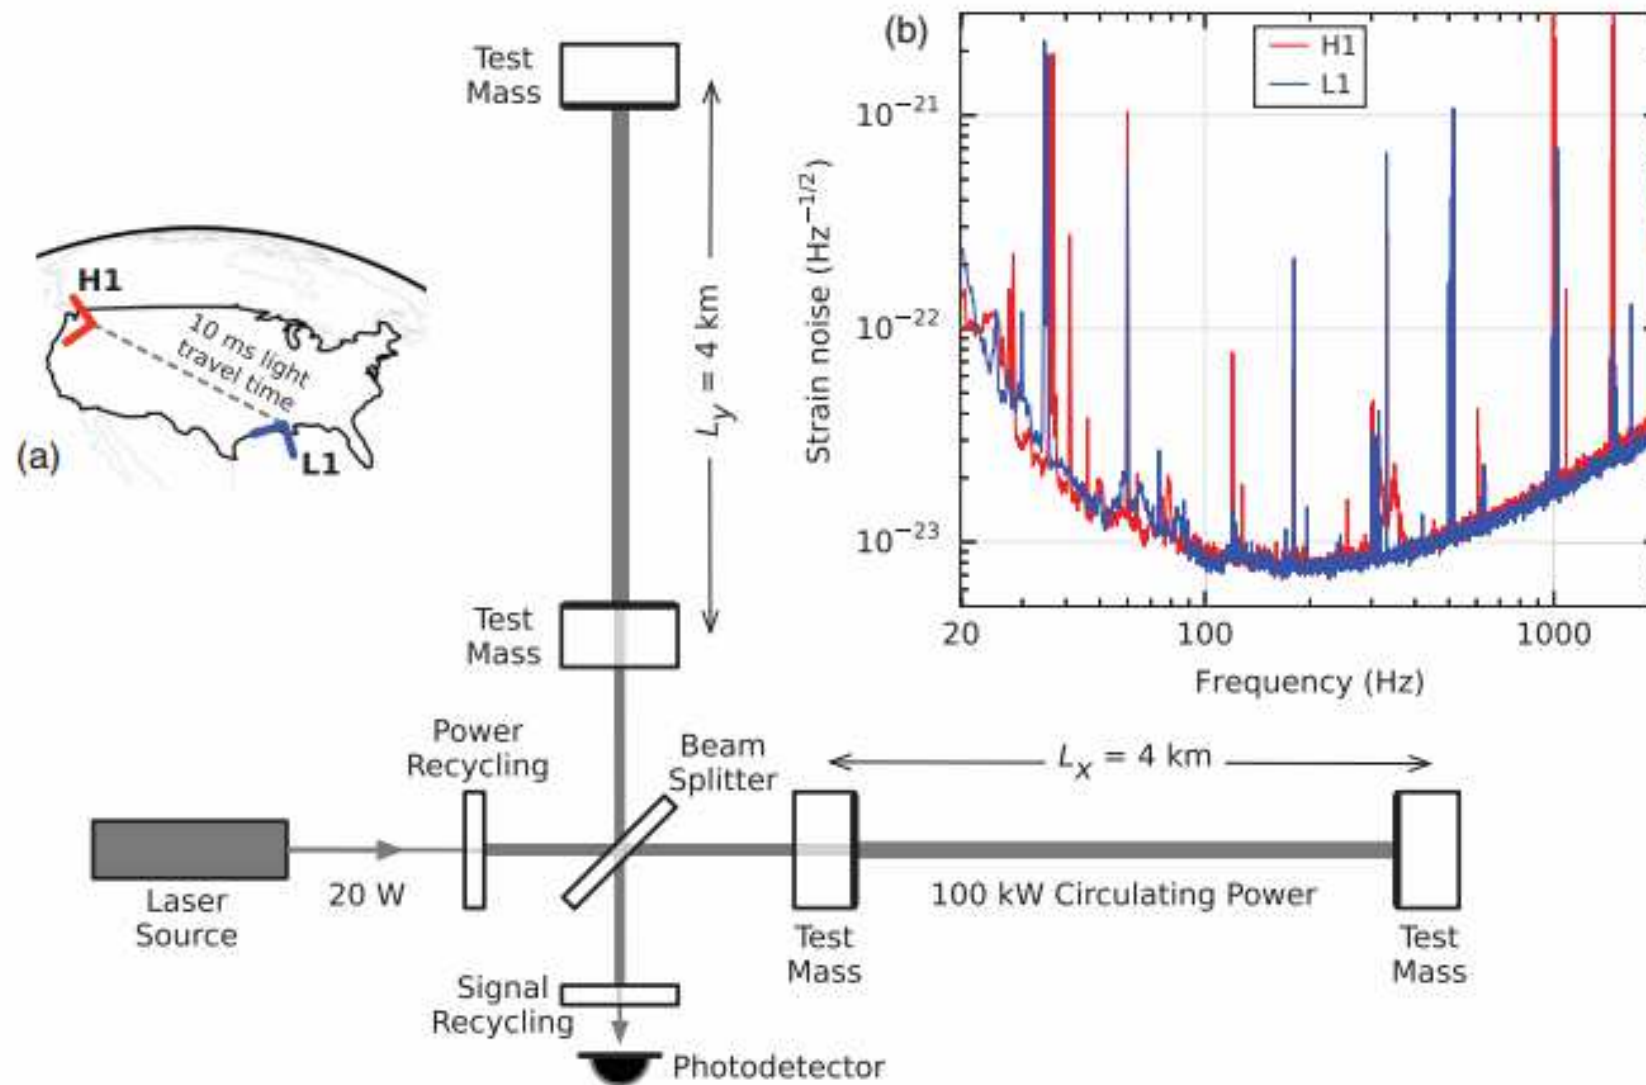 Test
Mass
L_y = 4 km
Test
Mass
(a)
H1
10 ms light
travel time
L1
(b)
H1
L1
Strain noise (Hz^{-1/2})
10^{-21}
10^{-22}
10^{-23}
20
100
1000
Frequency (Hz)
Power
Recycling
Beam
Splitter
L_x = 4 km
Laser
Source
20 W
100 kW Circulating Power
Test
Mass
Test
Mass
Signal
Recycling
Photodetector